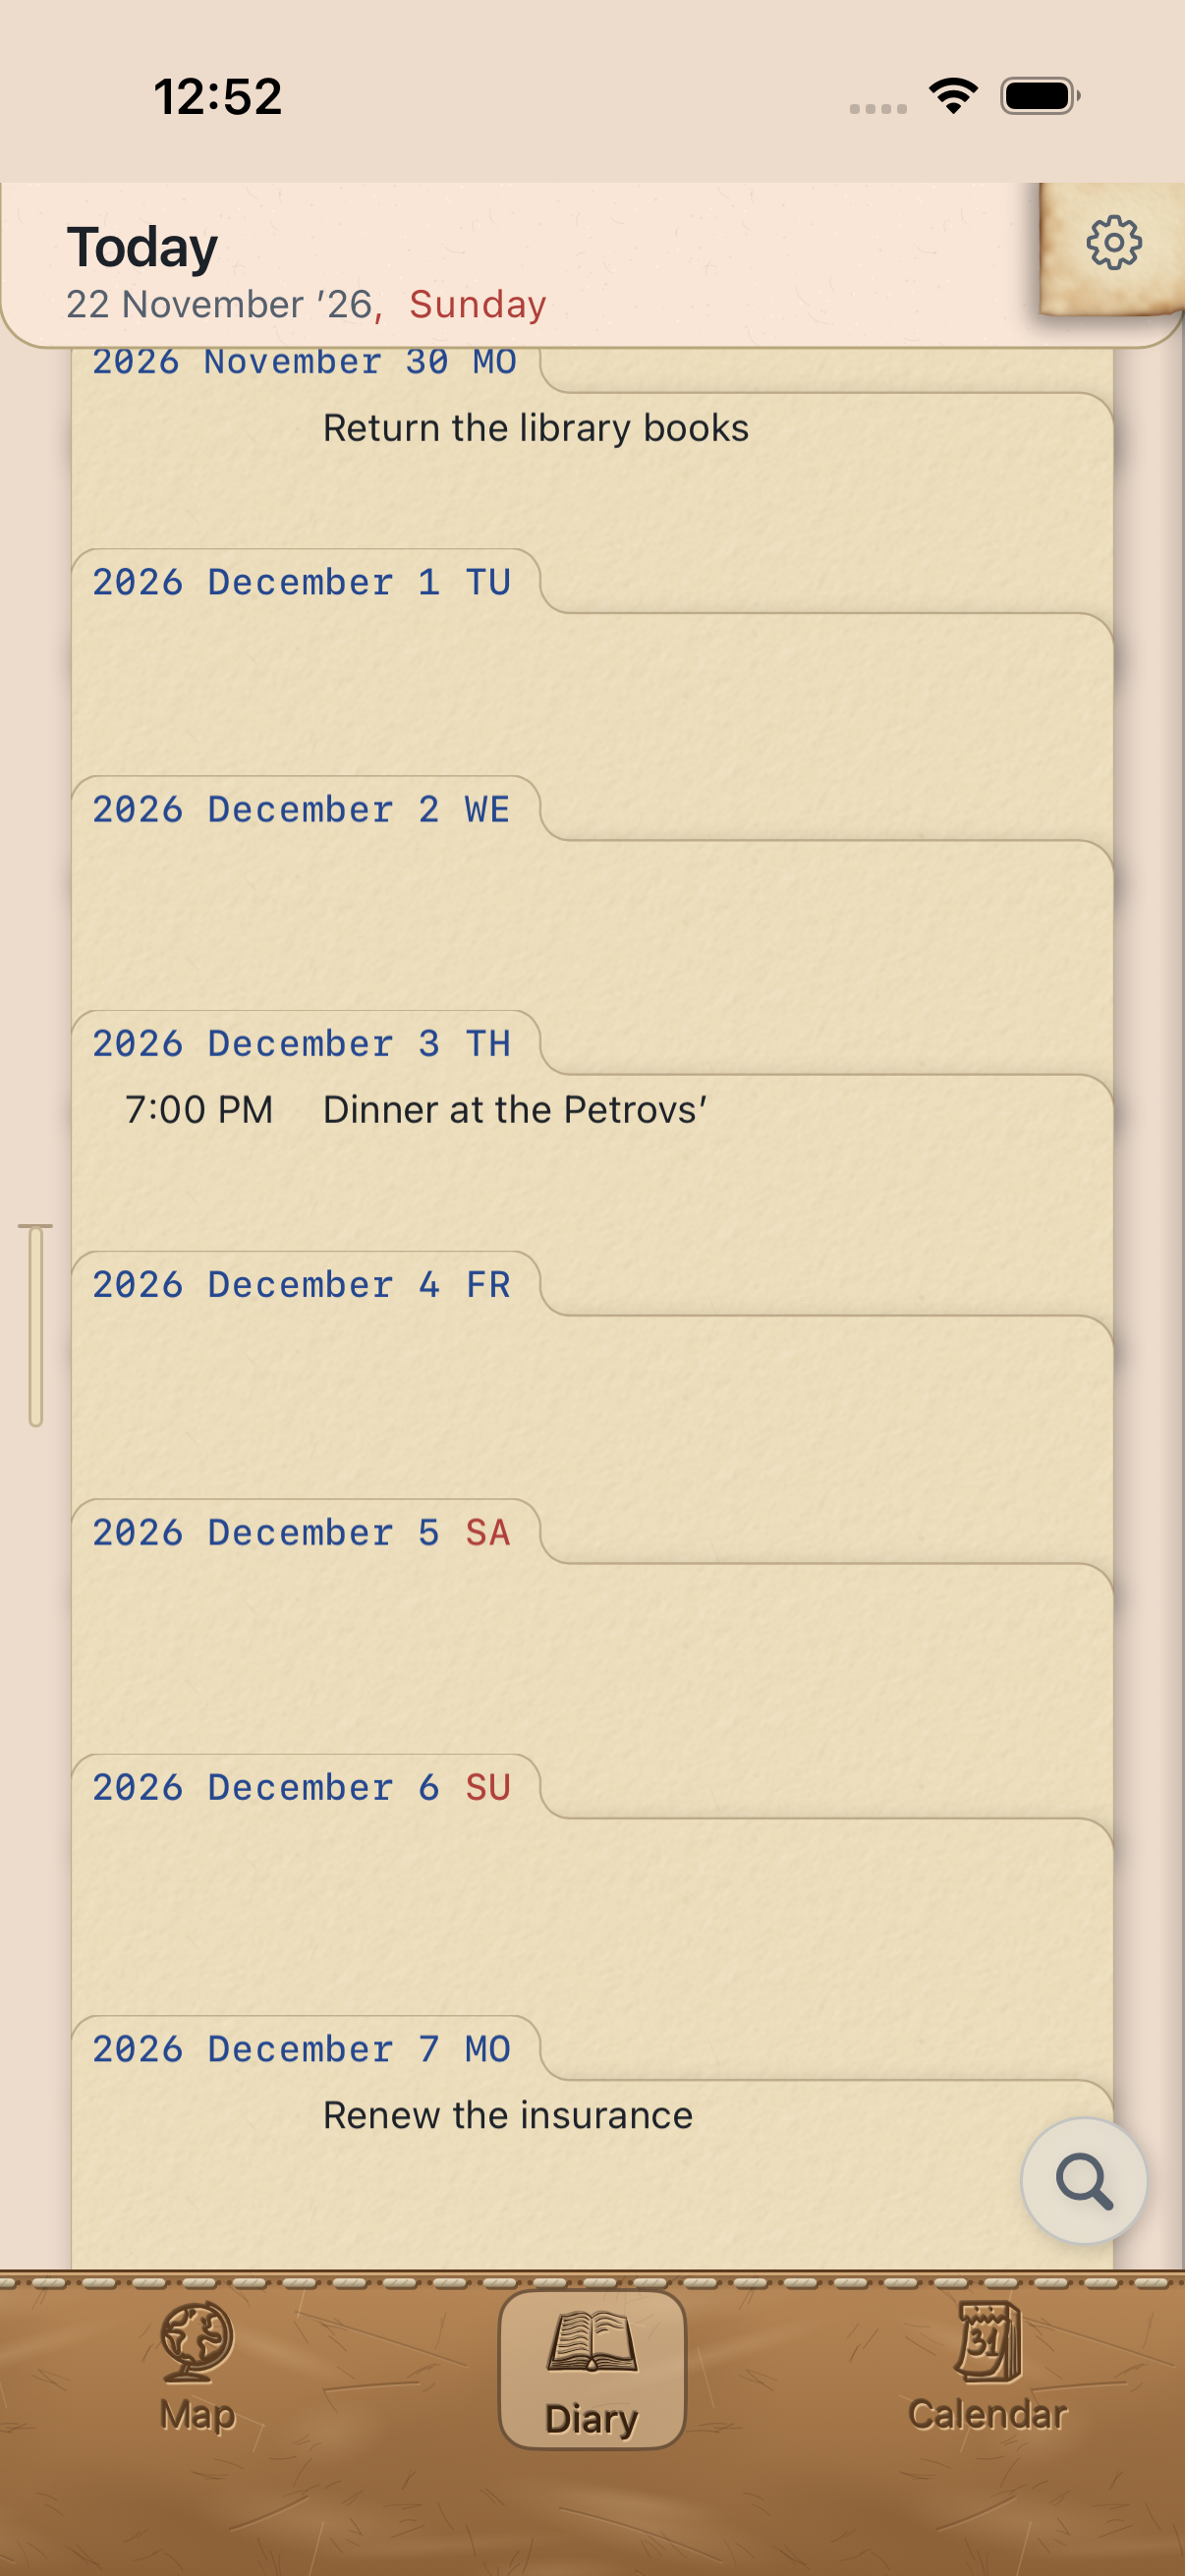 12:52
Today
22 November ’26, Sunday
2026 November 30 MO
Return the library books
2026 December 1 TU
2026 December 2 WE
2026 December 3 TH
7:00 PM Dinner at the Petrovs’
2026 December 4 FR
2026 December 5 SA
2026 December 6 SU
2026 December 7 MO
Renew the insurance
31
Map Diary Calendar